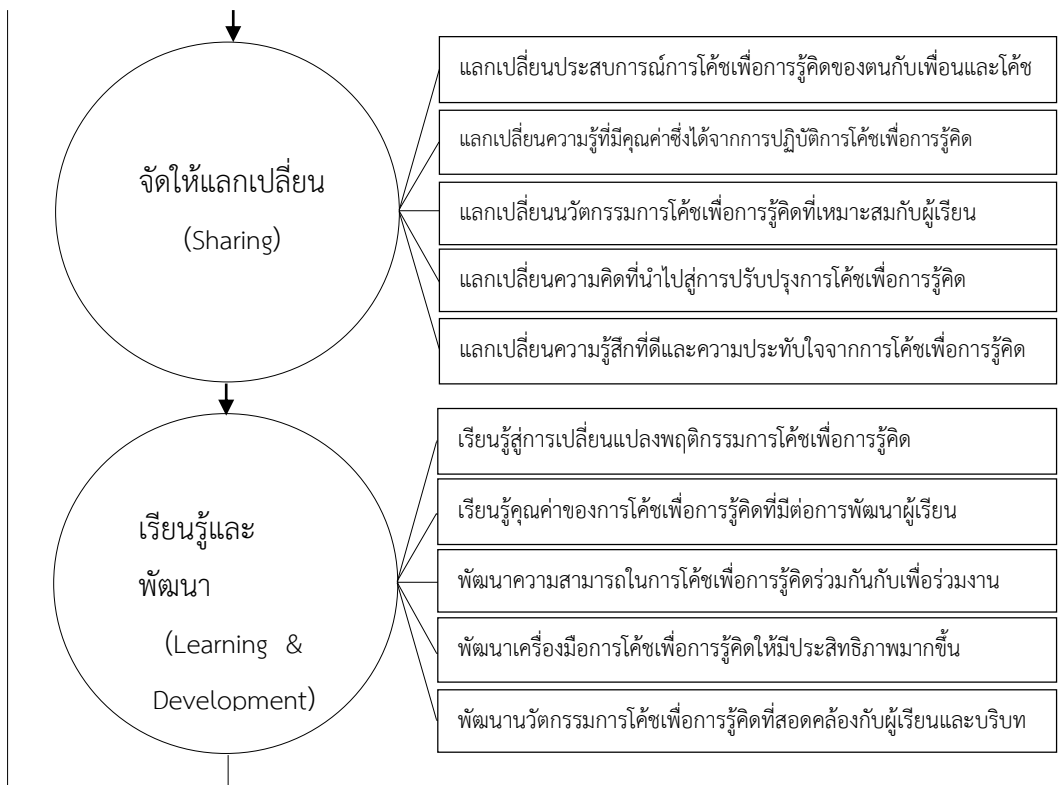 จัดให้แลกเปลี่ยน
(Sharing)
แลกเปลี่ยนประสบการณ์การโค้ชเพื่อการรู้คิดของตนกับเพื่อนและโค้ช
แลกเปลี่ยนความรู้ที่มีคุณค่าซึ่งได้จากการปฏิบัติการโค้ชเพื่อการรู้คิด
แลกเปลี่ยนนวัตกรรมการโค้ชเพื่อการรู้คิดที่เหมาะสมกับผู้เรียน
แลกเปลี่ยนความคิดที่นำไปสู่การปรับปรุงการโค้ชเพื่อการรู้คิด
แลกเปลี่ยนความรู้สึกที่ดีและความประทับใจจากการโค้ชเพื่อการรู้คิด
เรียนรู้และ
พัฒนา
(Learning &
Development)
เรียนรู้สู่การเปลี่ยนแปลงพฤติกรรมการโค้ชเพื่อการรู้คิด
เรียนรู้คุณค่าของการโค้ชเพื่อการรู้คิดที่มีต่อการพัฒนาผู้เรียน
พัฒนาความสามารถในการโค้ชเพื่อการรู้คิดร่วมกันกับเพื่อร่วมงาน
พัฒนาเครื่องมือการโค้ชเพื่อการรู้คิดให้มีประสิทธิภาพมากขึ้น
พัฒนานวัตกรรมการโค้ชเพื่อการรู้คิดที่สอดคล้องกับผู้เรียนและบริบท